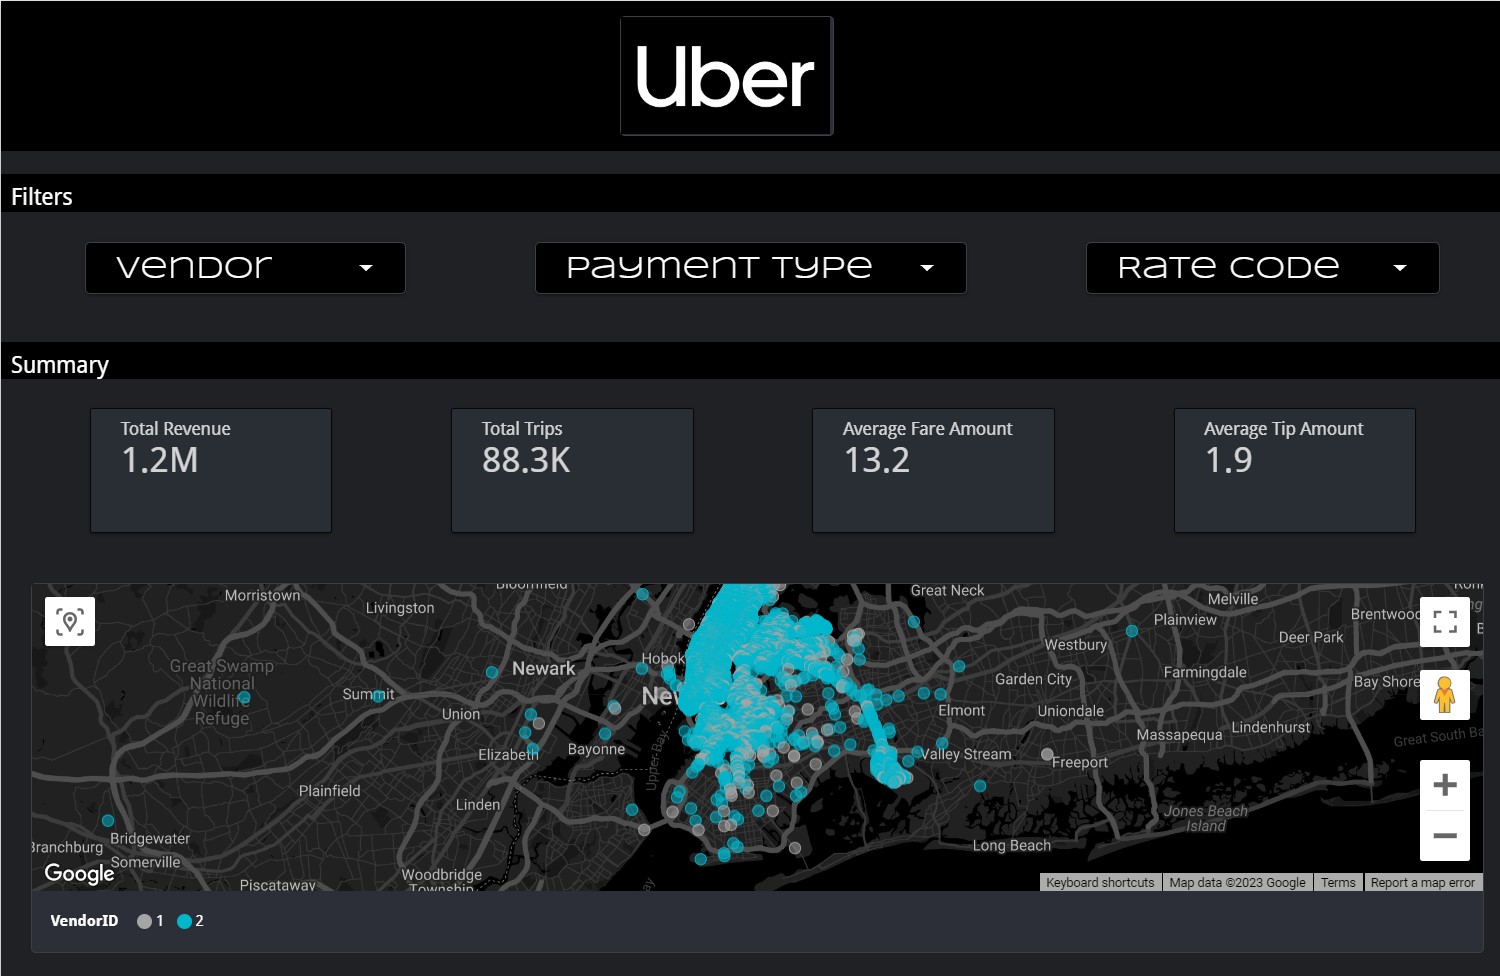 Uber
Filters
Vendor
Payment Type
Rate Code
Summary
Total Revenue
1.2M
Total Trips
88.3K
Average Fare Amount
13.2
Average Tip Amount
1.9
Bloomfield
Great Neck
Morristown
Livingston
Melville
Plainview
Brentwood
Deer Park
Westbury
Hobok
Newark
Great Swamp
National
Wildlife
Refuge
Summit
New
Garden City
Farmingdale
Bay Shore
Union
Elmont
Uniondale
Massapequa
Lindenhurst
Great South Ba
Elizabeth
Bayonne
Upper Bay
Valley Stream
Freeport
Plainfield
Linden
Jones Beach
Island
Bridgewater
Branchburg
Somerville
Long Beach
Google
Piscataway
Woodbridge
Township
Keyboard shortcuts
Map data ©2023 Google
Terms
Report a map error
VendorID 1 2